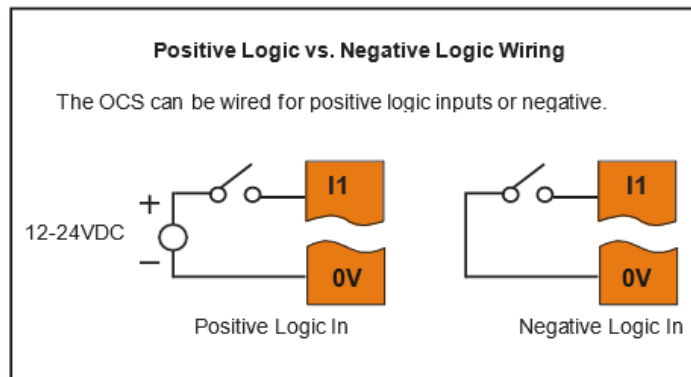 Positive Logic vs. Negative Logic Wiring
The OCS can be wired for positive logic inputs or negative.
I1
+
12-24VDC
–
0V
Positive Logic In
I1
0V
Negative Logic In